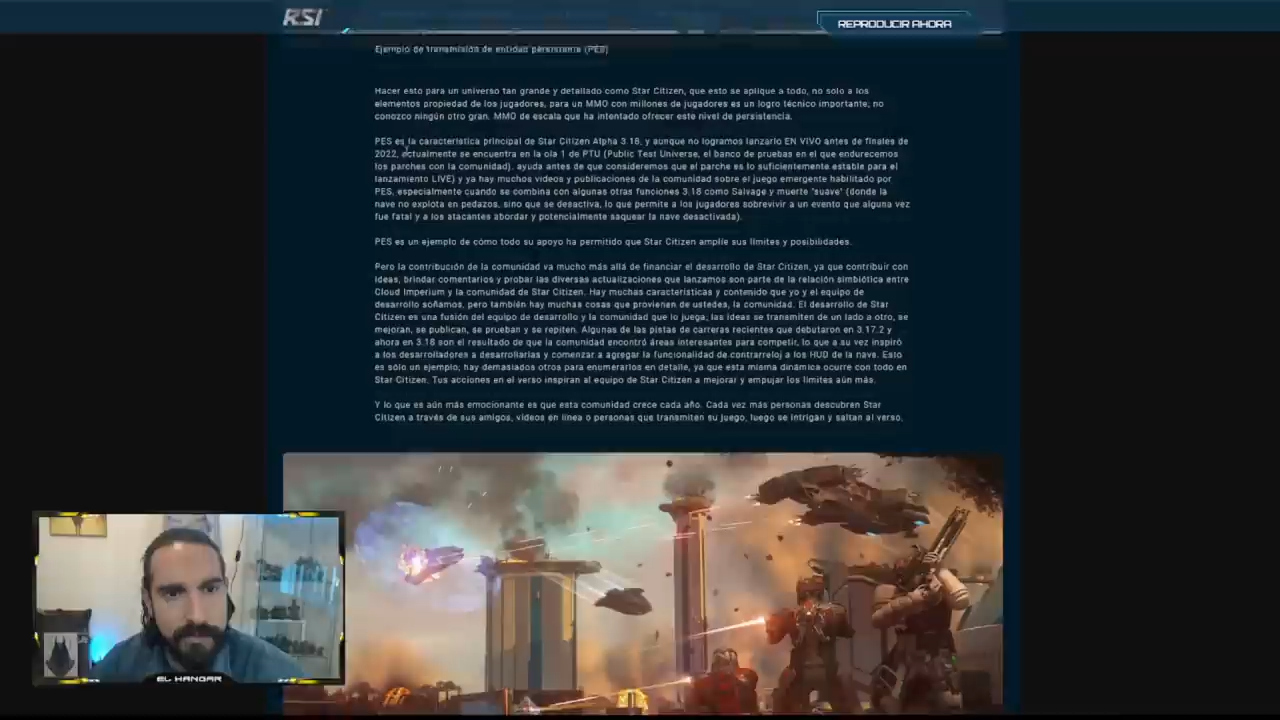 RSI
REPRODUCIR AHORA
Ejemplo de transmisión de entidad persistente (PES)
Hacer esto para un universo tan grande y detallado como Star Citizen, que esto se aplique a todo, no solo a los
elementos propiedad de los jugadores, para un MMO con millones de jugadores es un logro técnico importante; no
conozco ningún otro gran. MMO de escala que ha intentado ofrecer este nivel de persistencia.
PES es la característica principal de Star Citizen Alpha 3.18, y aunque no logramos lanzarlo EN VIVO antes de finales de
2022, actualmente se encuentra en la ola 1 de PTU (Public Test Universe, el banco de pruebas en el que endurecemos
los parches con la comunidad). ayuda antes de que consideremos que el parche es lo suficientemente estable para el
lanzamiento LIVE) y ya hay muchos videos y publicaciones de la comunidad sobre el juego emergente habilitado por
PES, especialmente cuando se combina con algunas otras funciones 3.18 como Salvage y muerte "suave" (donde la
nave no explota en pedazos, sino que se desactiva, lo que permite a los jugadores sobrevivir a un evento que alguna vez
fue fatal y a los atacantes abordar y potencialmente saquear la nave desactivada).
PES es un ejemplo de cómo todo su apoyo ha permitido que Star Citizen amplíe sus límites y posibilidades.
Pero la contribución de la comunidad va mucho más allá de financiar el desarrollo de Star Citizen, ya que contribuir con
ideas, brindar comentarios y probar las diversas actualizaciones que lanzamos son parte de la relación simbiótica entre
Cloud Imperium y la comunidad de Star Citizen. Hay muchas características y contenido que yo y el equipo de
desarrollo soñamos, pero también hay muchas cosas que provienen de ustedes, la comunidad. El desarrollo de Star
Citizen es una fusión del equipo de desarrollo y la comunidad que lo juega, las ideas se transmiten de un lado a otro, se
mejoran, se publican, se prueban y se repiten. Algunas de las pistas de carreras recientes que debutaron en 3.17.2 y
ahora en 3.18 son el resultado de que la comunidad encontró áreas interesantes para competir, lo que a su vez inspiró
a los desarrolladores a desarrollarlas y comenzar a agregar la funcionalidad de contrarreloj a los HUD de la nave. Esto
es sólo un ejemplo; hay demasiados otros para enumerarlos en detalle, ya que esta misma dinámica ocurre con todo en
Star Citizen. Tus acciones en el verso inspiran al equipo de Star Citizen a mejorar y empujar los límites aún más.
Y lo que es aún más emocionante es que esta comunidad crece cada año. Cada vez más personas descubren Star
Citizen a través de sus amigos, videos en línea o personas que transmiten su juego, luego se intrigan y saltan al verso.
EL HANGAR